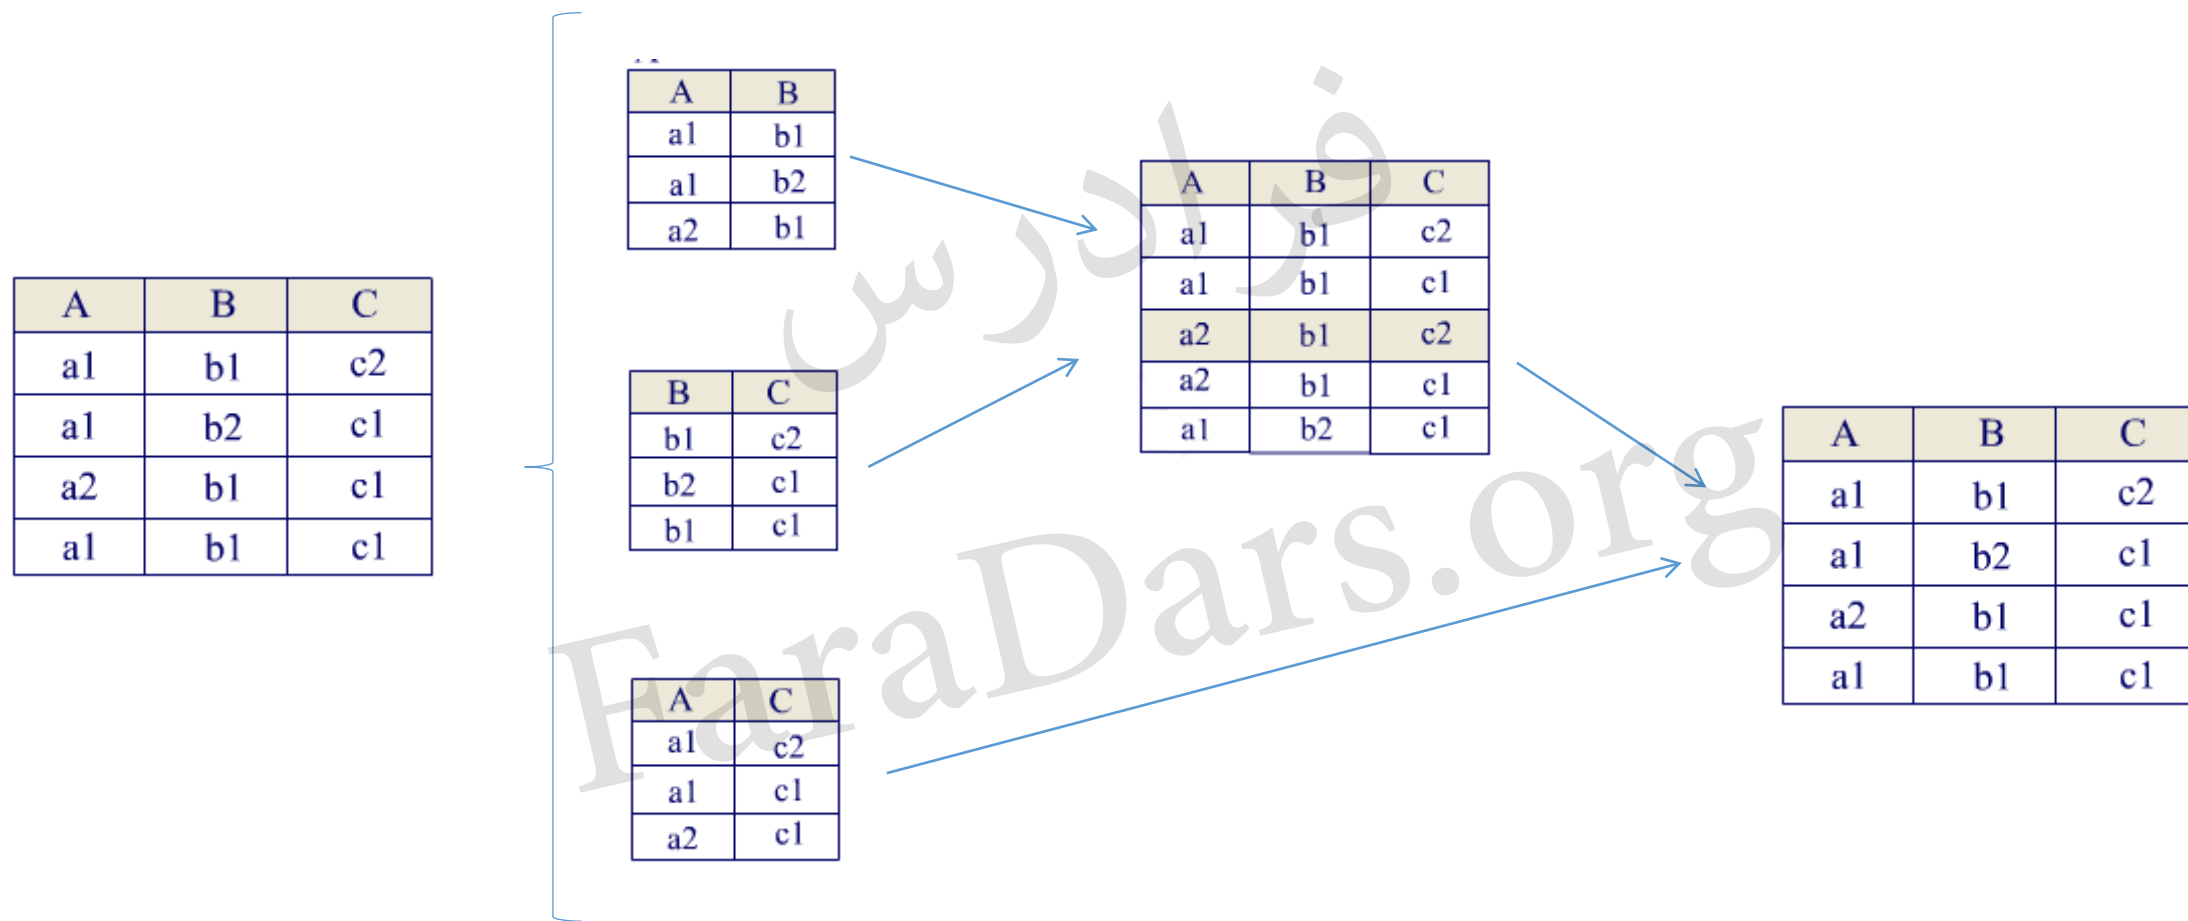 A B C
a1 b1 c2
a1 b2 c1
a2 b1 c1
a1 b1 c1
A B
a1 b1
a1 b2
a2 b1
B C
b1 c2
b2 c1
b1 c1
A C
a1 c2
a1 c1
a2 c1
A B C
a1 b1 c2
a1 b1 c1
a2 b1 c2
a2 b1 c1
a1 b2 c1
A B C
a1 b1 c2
a1 b2 c1
a2 b1 c1
a1 b1 c1
فرادرس
FaraDars.org